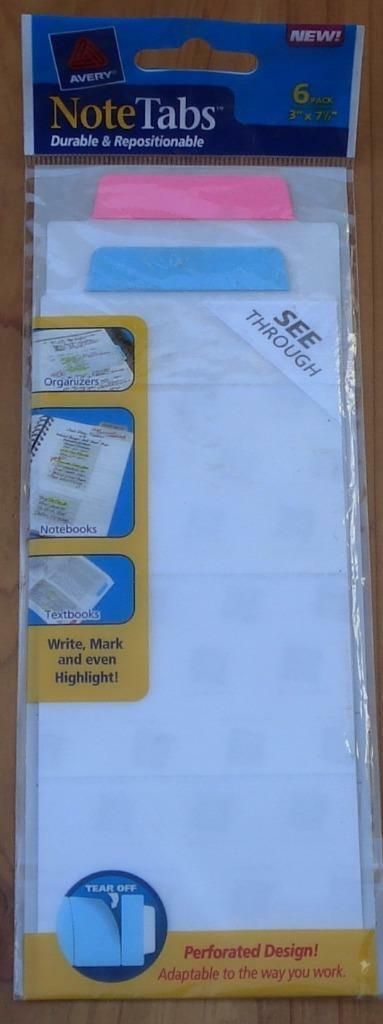 NEW!
AVERY®
6 PACK
3" x 7½"
NoteTabs™
Durable & Repositionable
SEE
THROUGH
Organizers
Notebooks
Textbooks
Write, Mark
and even
Highlight!
TEAR OFF
Perforated Design!
Adaptable to the way you work.